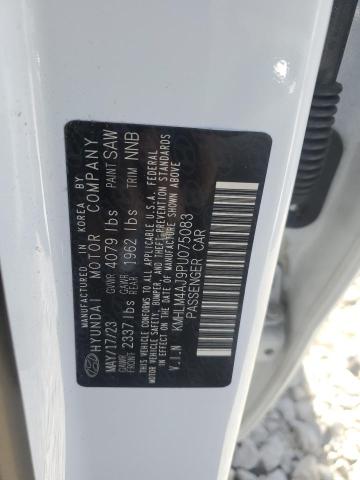 MANUFACTURED IN KOREA BY
HYUNDAI MOTOR COMPANY
MAY/17/23 GVWR 4079 lbs PAINT SAW
GAWR FRONT 2337 lbs GAWR REAR 1962 lbs TRIM NNB
THIS VEHICLE CONFORMS TO ALL APPLICABLE U.S.A. FEDERAL
MOTOR VEHICLE SAFETY, BUMPER, AND THEFT PREVENTION STANDARDS
IN EFFECT ON THE DATE OF MANUFACTURE SHOWN ABOVE.
V.I.N KMHLM4AJ9PU075083
PASSENGER CAR